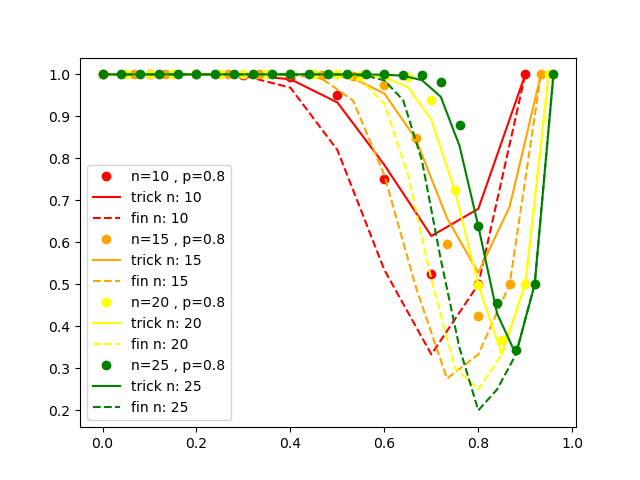 1.0
0.9
0.8
0.7
0.6
0.5
0.4
0.3
0.2
n=10 , p=0.8
trick n: 10
fin n: 10
n=15 , p=0.8
trick n: 15
fin n: 15
n=20 , p=0.8
trick n: 20
fin n: 20
n=25 , p=0.8
trick n: 25
fin n: 25
0.0 0.2 0.4 0.6 0.8 1.0